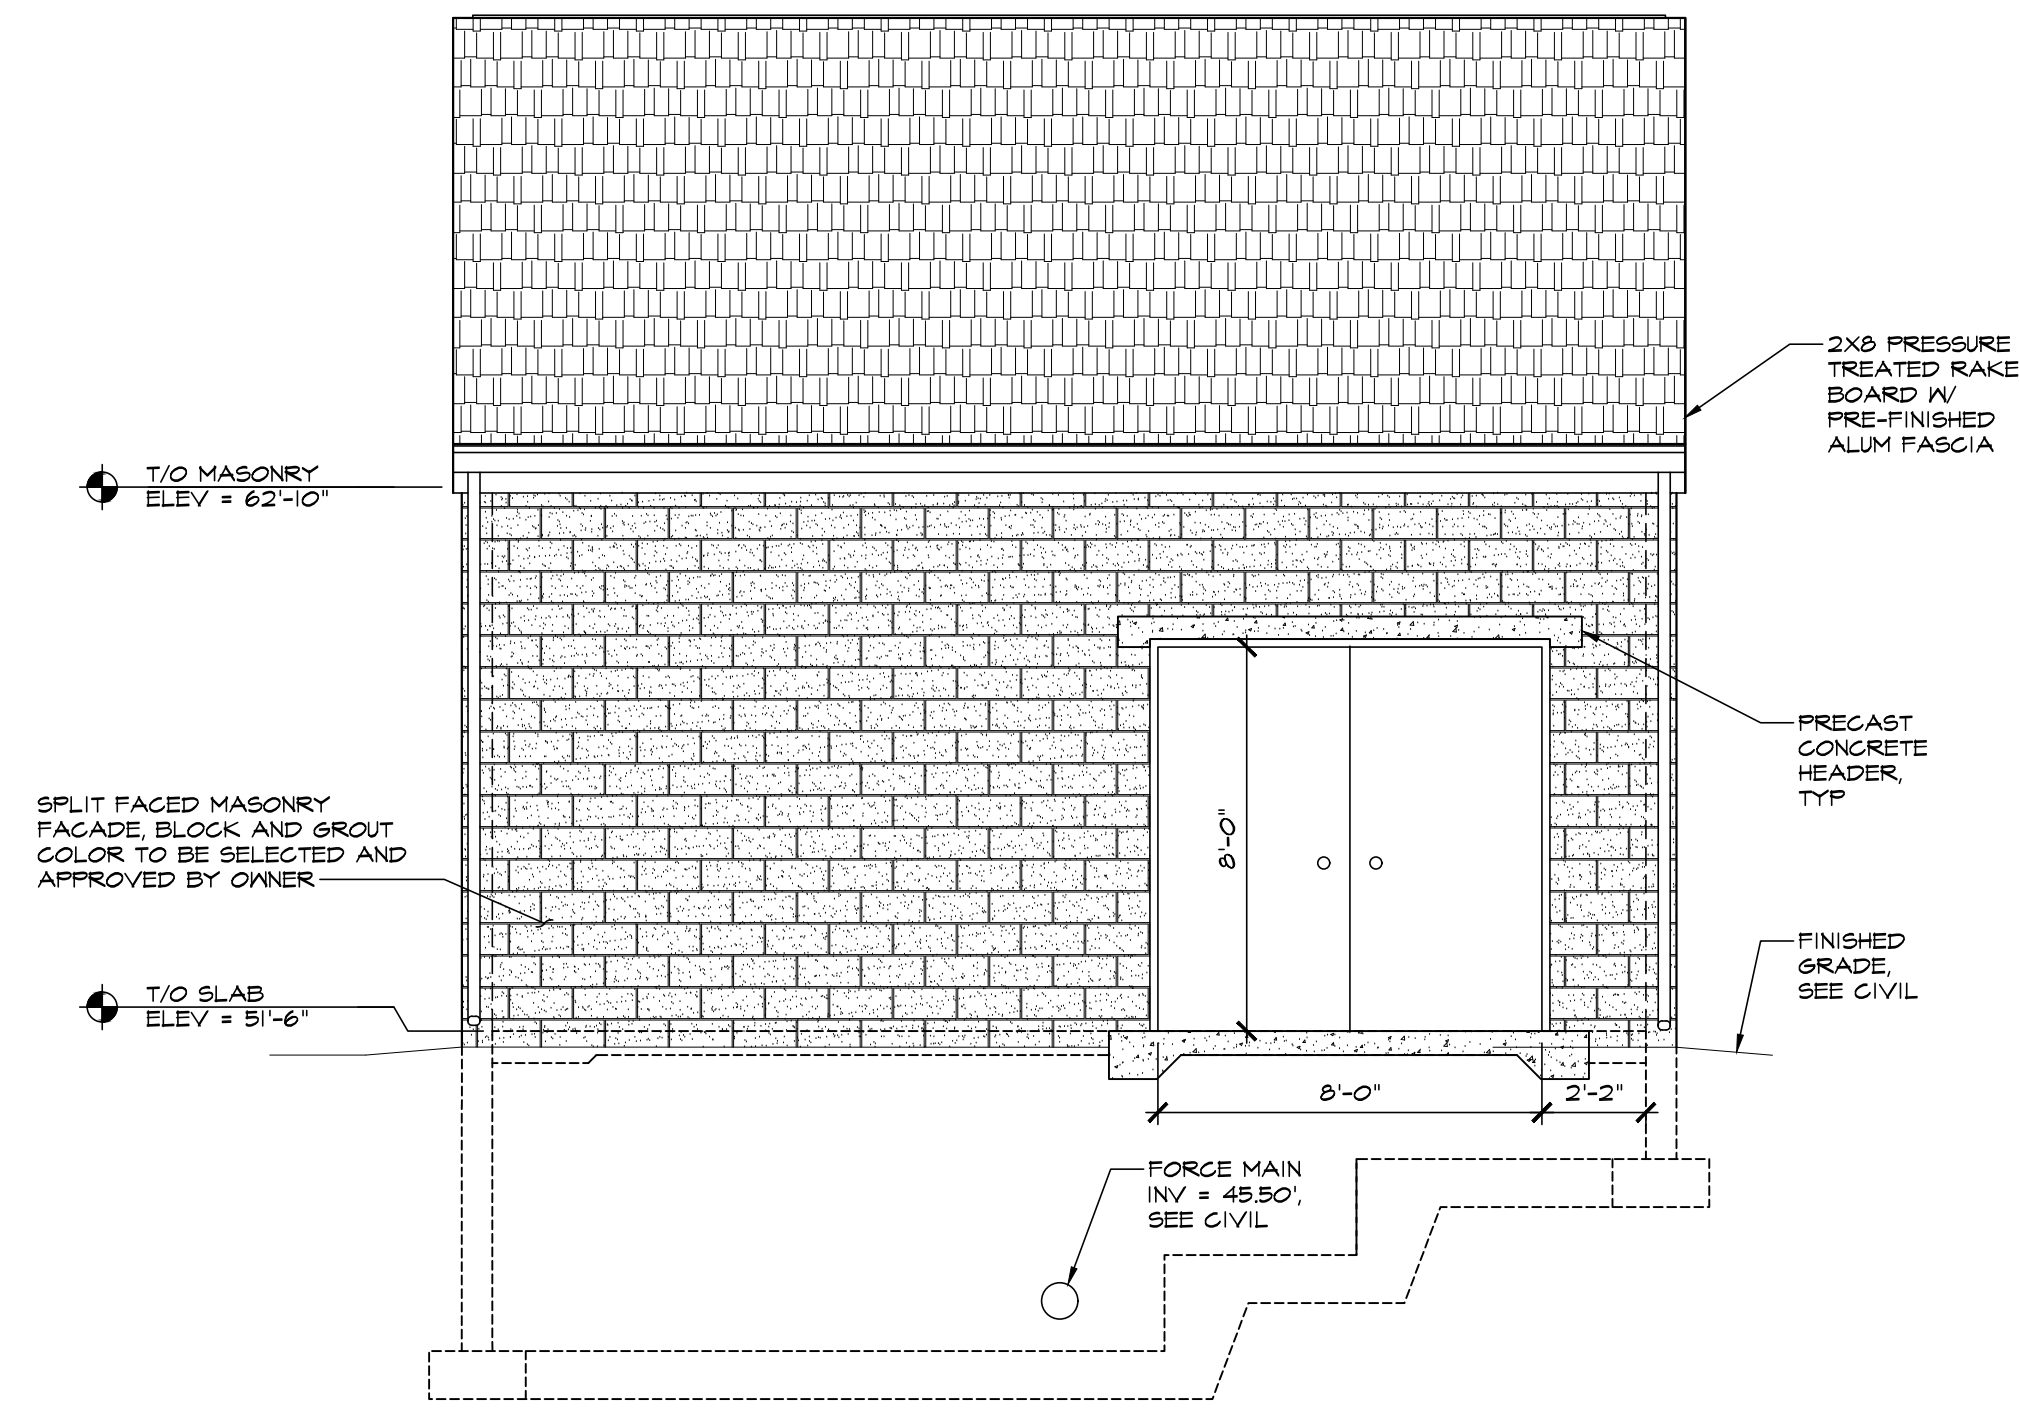 2X8 PRESSURE
TREATED RAKE
BOARD W/
PRE-FINISHED
ALUM FASCIA
T/O MASONRY
ELEV = 62'-10"
PRECAST
CONCRETE
HEADER,
TYP
SPLIT FACED MASONRY
FACADE, BLOCK AND GROUT
COLOR TO BE SELECTED AND
APPROVED BY OWNER
8'-0"
FINISHED
GRADE,
SEE CIVIL
T/O SLAB
ELEV = 51'-6"
8'-0"
2'-2"
FORCE MAIN
INV = 45.50',
SEE CIVIL